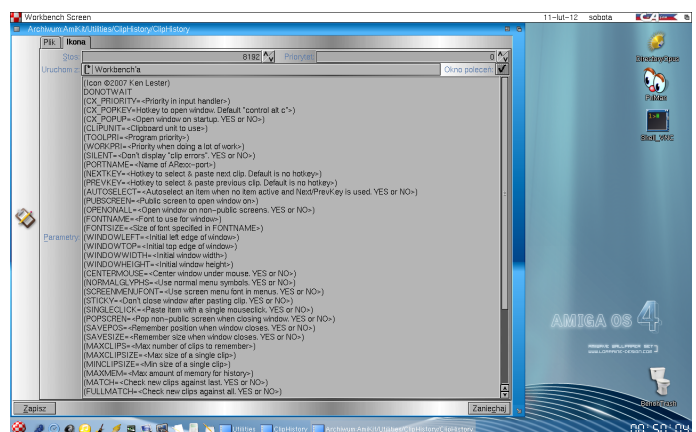 Workbench Screen
11-lut-12 sobota
Archiwum AmiKit/Utilities/ClipHistory/ClipHistory
Plik Ikona
Stos: 8192 Priorytet: 0
Uruchom z: Workbench'a Okno poleceń:
(Icon ©2007 Ken Lester)
DONOTWAIT
(CX_PRIORITY=<Priority in input handler>)
(CX_POPKEY=Hotkey to open window. Default "control alt c">)
(CX_POPUP=<Open window on startup. YES or NO>)
(CLIPUNIT=<Clipboard unit to use>)
(TOOLPRI=<Program priority>)
(WORKPRI=<Priority when doing a lot of work>)
(SILENT=<Don't display "clip errors". YES or NO>)
(PORTNAME=<Name of ARexx-port>)
(NEXTKEY=<Hotkey to select & paste next clip. Default is no hotkey>)
(PREVKEY=<Hotkey to select & paste previous clip. Default is no hotkey>)
(AUTOSELECT=<Autoselect an item when no item active and Next/PrevKey is used. YES or NO>)
(PUBSCREEN=<Public screen to open window on>)
(OPENONALL=<Open window on non-public screens. YES or NO>)
(FONTNAME=<Font to use for window>)
(FONTSIZE=<Size of font specified in FONTNAME>)
Parametry: (WINDOWLEFT=<Initial left edge of window>)
(WINDOWTOP=<Initial top edge of window>)
(WINDOWWIDTH=<Initial window width>)
(WINDOWHEIGHT=<Initial window height>)
(CENTERMOUSE=<Center window under mouse. YES or NO>)
(NORMALGLYPHS=<Use normal menu symbols. YES or NO>)
(SCREENMENUFONT=<Use screen menu font in menus. YES or NO>)
(STICKY=<Don't close window after pasting clip. YES or NO>)
(SINGLECLICK=<Paste item with a single mouseclick. YES or NO>)
(POPSCREEN=<Pop non-public screen when closing window. YES or NO>)
(SAVEPOS=<Remember position when window closes. YES or NO>)
(SAVESIZE=<Remember size when window closes. YES or NO>)
(MAXCLIPS=<Max number of clips to remember>)
(MAXCLIPSIZE=<Max size of a single clip>)
(MINCLIPSIZE=<Min size of a single clip>)
(MAXMEM=<Max amount of memory for history>)
(MATCH=<Check new clips against last. YES or NO>)
(FULLMATCH=<Check new clips against all. YES or NO>)
Zapisz Zaniechaj
DirectoryOpus
PolMac
Shell_VNC
AMIGA OS 4
MASSIVE WALLPAPER SET
Utilities ClipHistory Archiwum AmiKit/Utilities/ClipHistory/ClipHistory